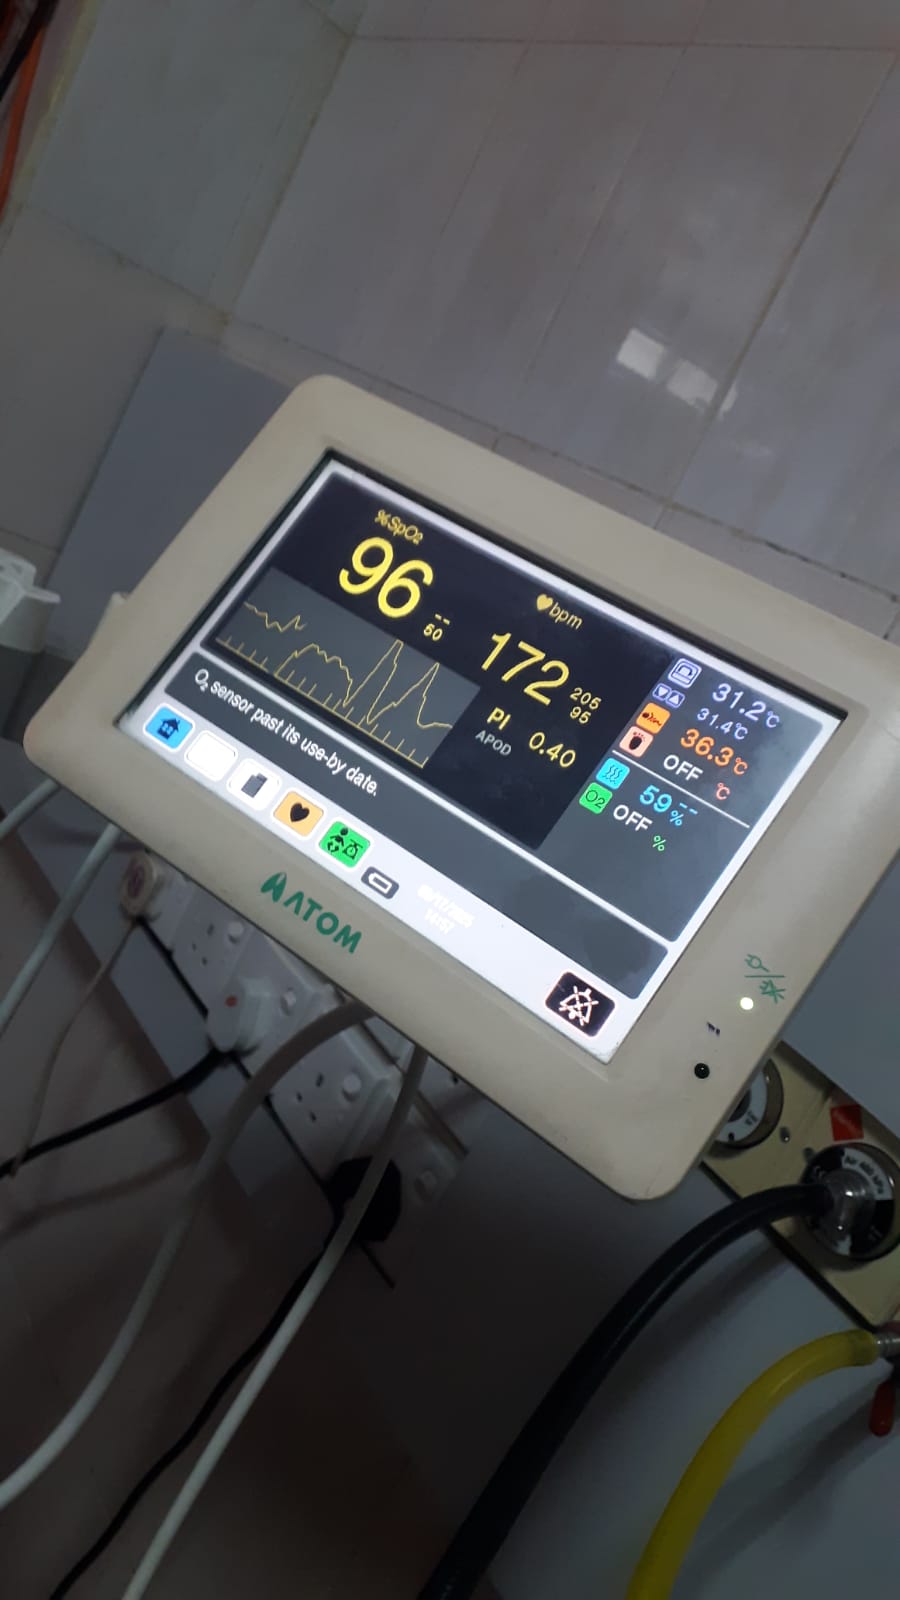 %SpO2
96
--
50
bpm
172
205
95
PI
APOD
0.40
31.2℃
31.4℃
36.3℃
OFF ℃
59% --
OFF %
O2
O2 sensor past its use-by date.
ATOM